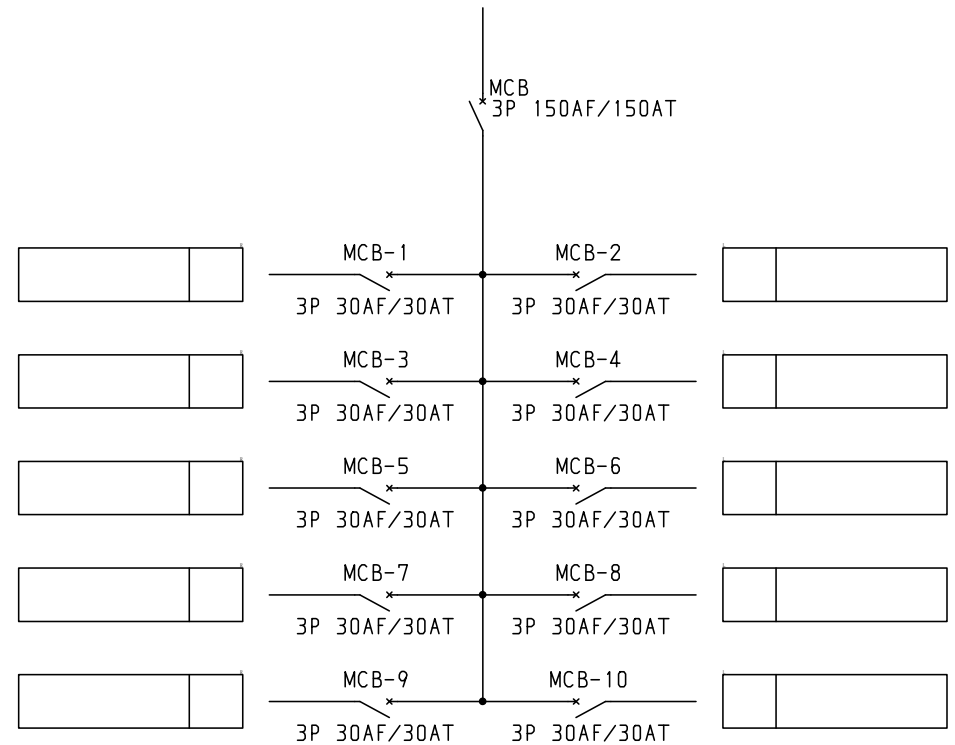 MCB
3P 150AF/150AT
MCB-1
MCB-2
3P 30AF/30AT
3P 30AF/30AT
MCB-3
MCB-4
3P 30AF/30AT
3P 30AF/30AT
MCB-5
MCB-6
3P 30AF/30AT
3P 30AF/30AT
MCB-7
MCB-8
3P 30AF/30AT
3P 30AF/30AT
MCB-9
MCB-10
3P 30AF/30AT
3P 30AF/30AT